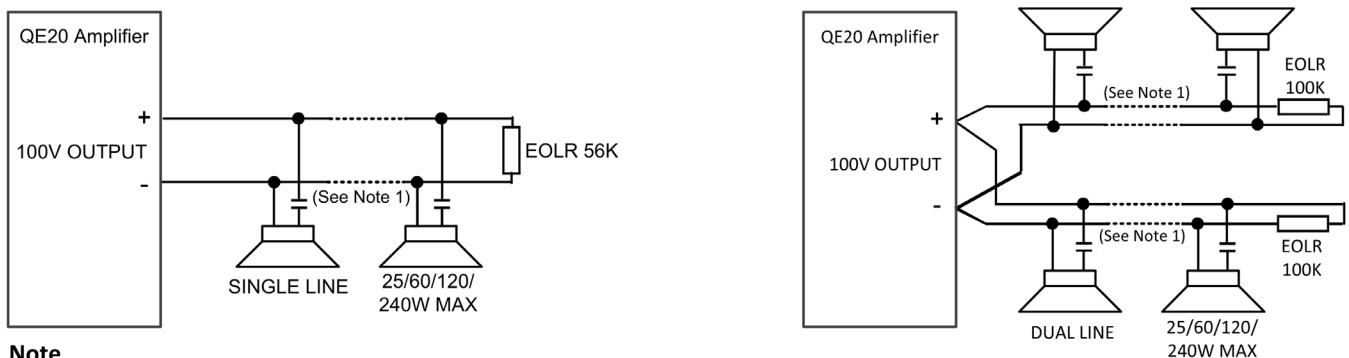 QE20 Amplifier
+
100V OUTPUT
-
EOLR 56K
(See Note 1)
SINGLE LINE
25/60/120/
240W MAX
Note
QE20 Amplifier
+
100V OUTPUT
-
EOLR
100K
(See Note 1)
(See Note 1)
EOLR
100K
DUAL LINE
25/60/120/
240W MAX